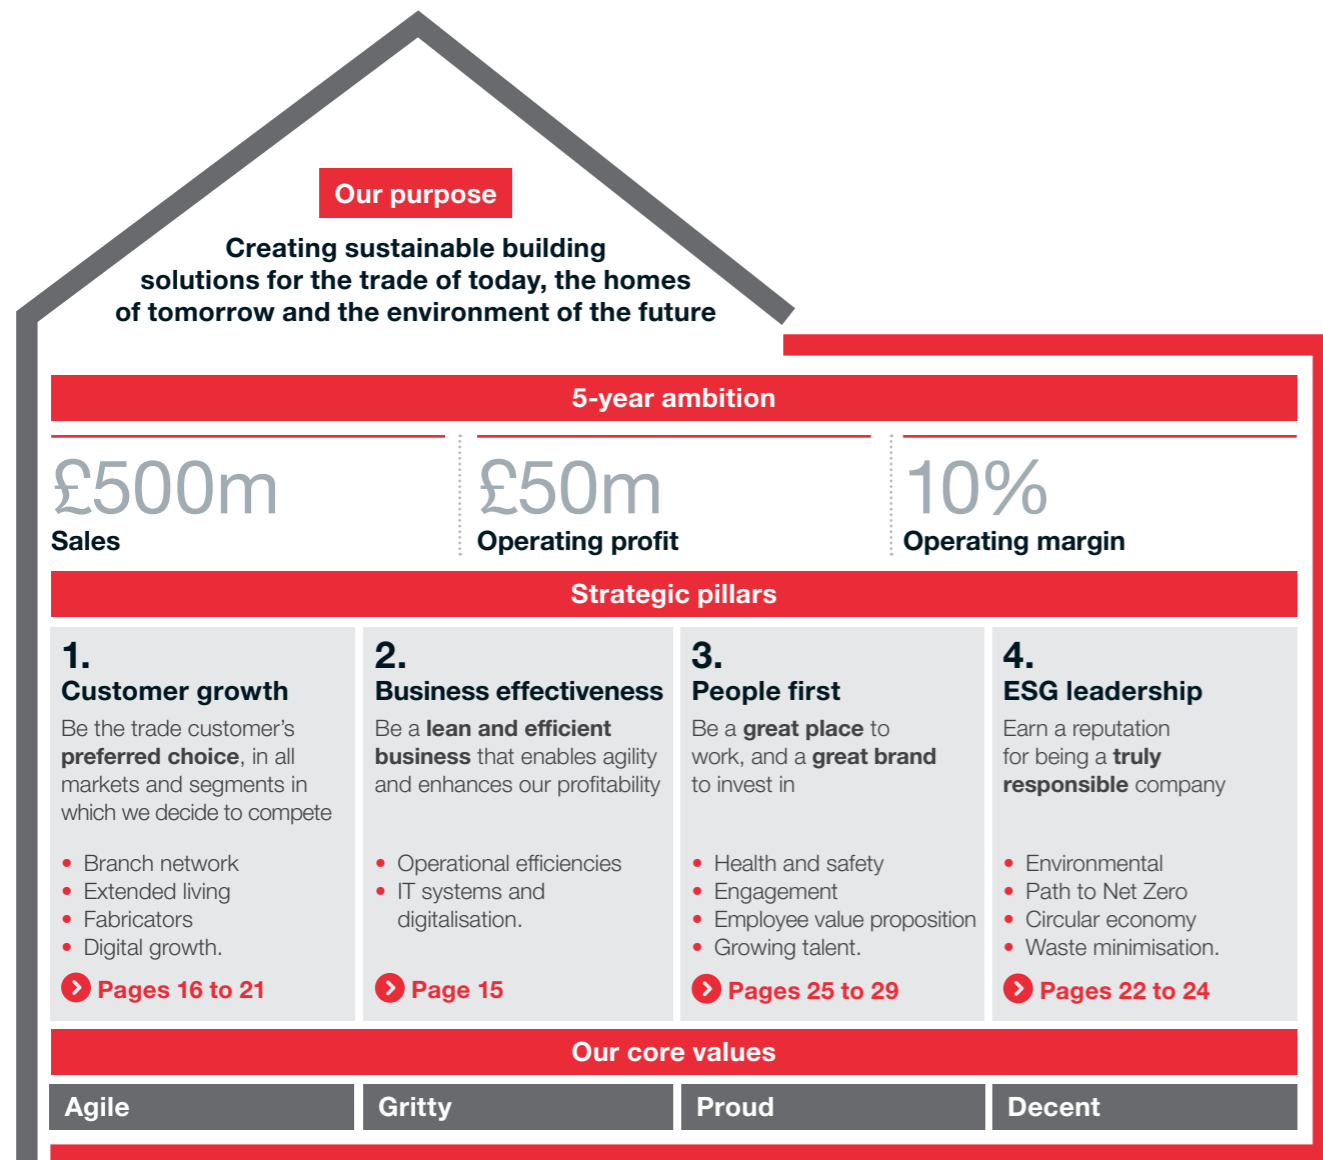 Our purpose
Creating sustainable building
solutions for the trade of today, the homes
of tomorrow and the environment of the future
5-year ambition
£500m
Sales
£50m
Operating profit
10%
Operating margin
Strategic pillars
1.
Customer growth
Be the trade customer’s
preferred choice, in all
markets and segments in
which we decide to compete
• Branch network
• Extended living
• Fabricators
• Digital growth.
Pages 16 to 21
2.
Business effectiveness
Be a lean and efficient
business that enables agility
and enhances our profitability
• Operational efficiencies
• IT systems and
digitalisation.
Page 15
3.
People first
Be a great place to
work, and a great brand
to invest in
• Health and safety
• Engagement
• Employee value proposition
• Growing talent.
Pages 25 to 29
4.
ESG leadership
Earn a reputation
for being a truly
responsible company
• Environmental
• Path to Net Zero
• Circular economy
• Waste minimisation.
Pages 22 to 24
Our core values
Agile
Gritty
Proud
Decent